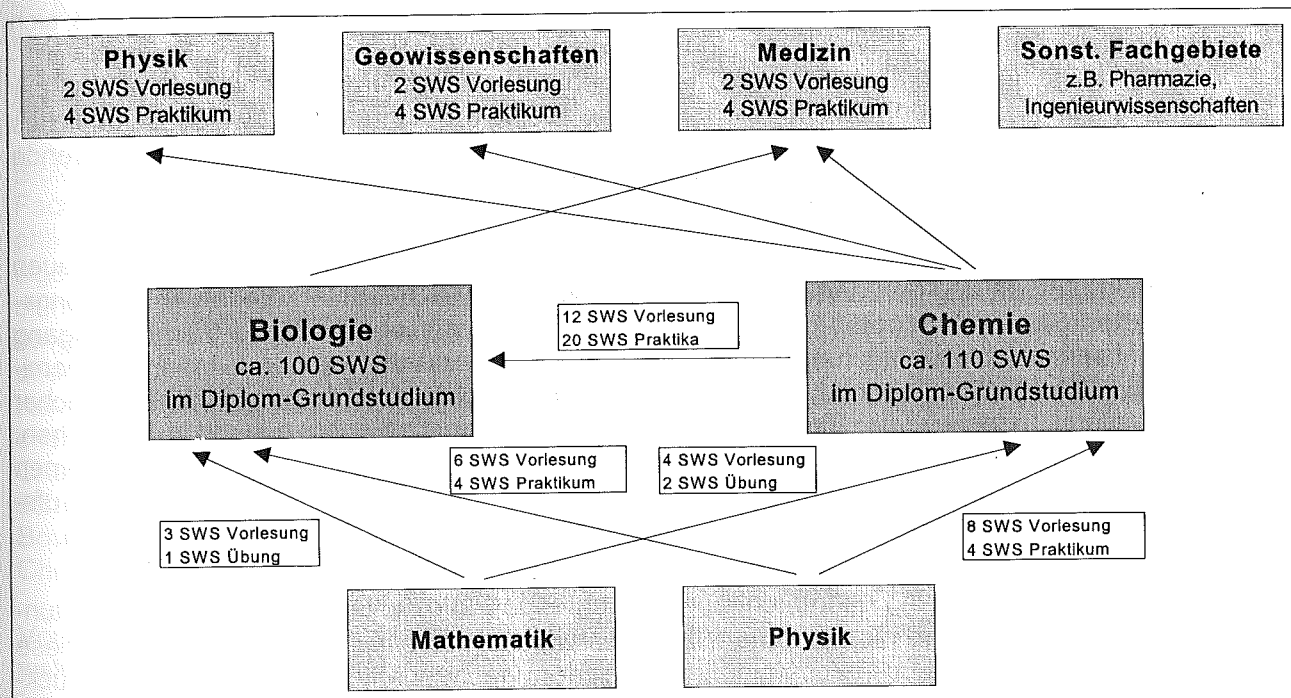 Physik
2 SWS Vorlesung
4 SWS Praktikum
Geowissenschaften
2 SWS Vorlesung
4 SWS Praktikum
Medizin
2 SWS Vorlesung
4 SWS Praktikum
Sonst. Fachgebiete
z.B. Pharmazie,
Ingenieurwissenschaften
Biologie
ca. 100 SWS
im Diplom-Grundstudium
12 SWS Vorlesung
20 SWS Praktika
Chemie
ca. 110 SWS
im Diplom-Grundstudium
6 SWS Vorlesung
4 SWS Praktikum
4 SWS Vorlesung
2 SWS Übung
3 SWS Vorlesung
1 SWS Übung
8 SWS Vorlesung
4 SWS Praktikum
Mathematik
Physik